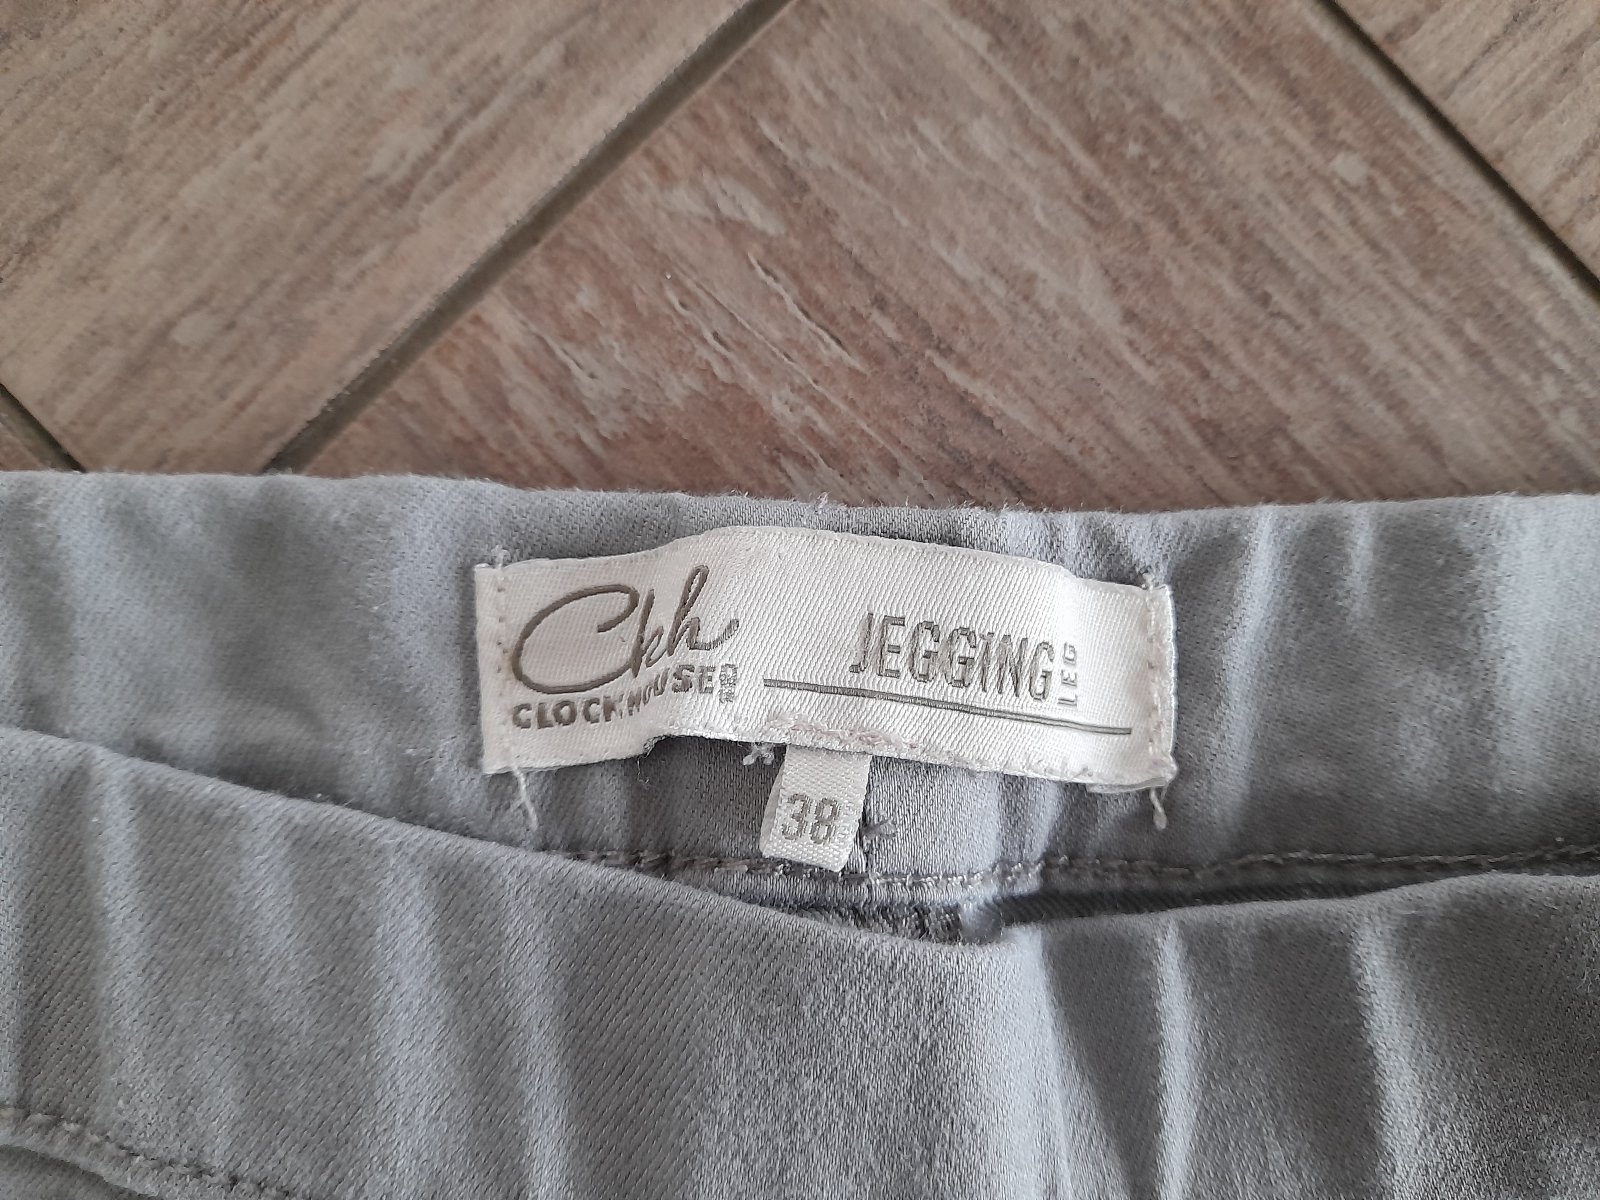 Ckh
CLOCKHOUSE
JEGGING LEG
38